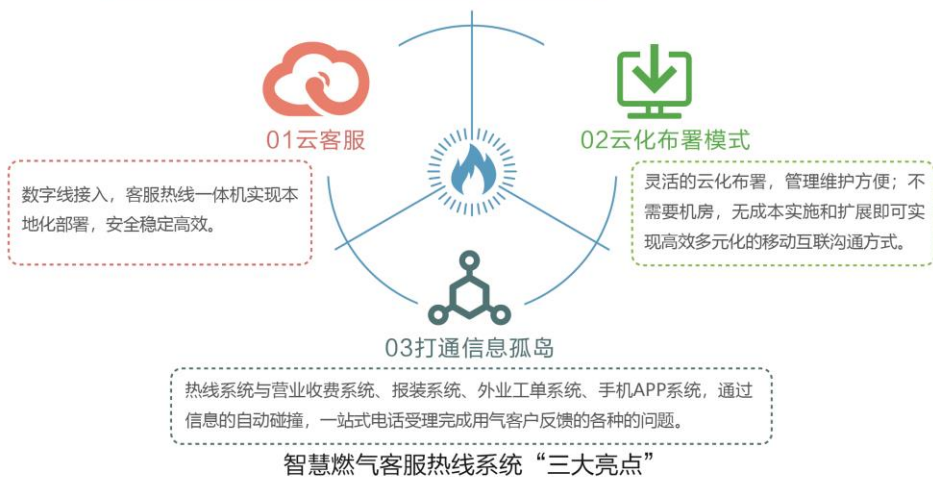 01云客服
数字线接入，客服热线一体机实现本
地化部署，安全稳定高效。
02云化布署模式
灵活的云化布署，管理维护方便；不
需要机房，无成本实施和扩展即可实
现高效多元化的移动互联沟通方式。
03打通信息孤岛
热线系统与营业收费系统、报装系统、外业工单系统、手机APP系统，通过
信息的自动碰撞，一站式电话受理完成用气客户反馈的各种的问题。
智慧燃气客服热线系统“三大亮点”